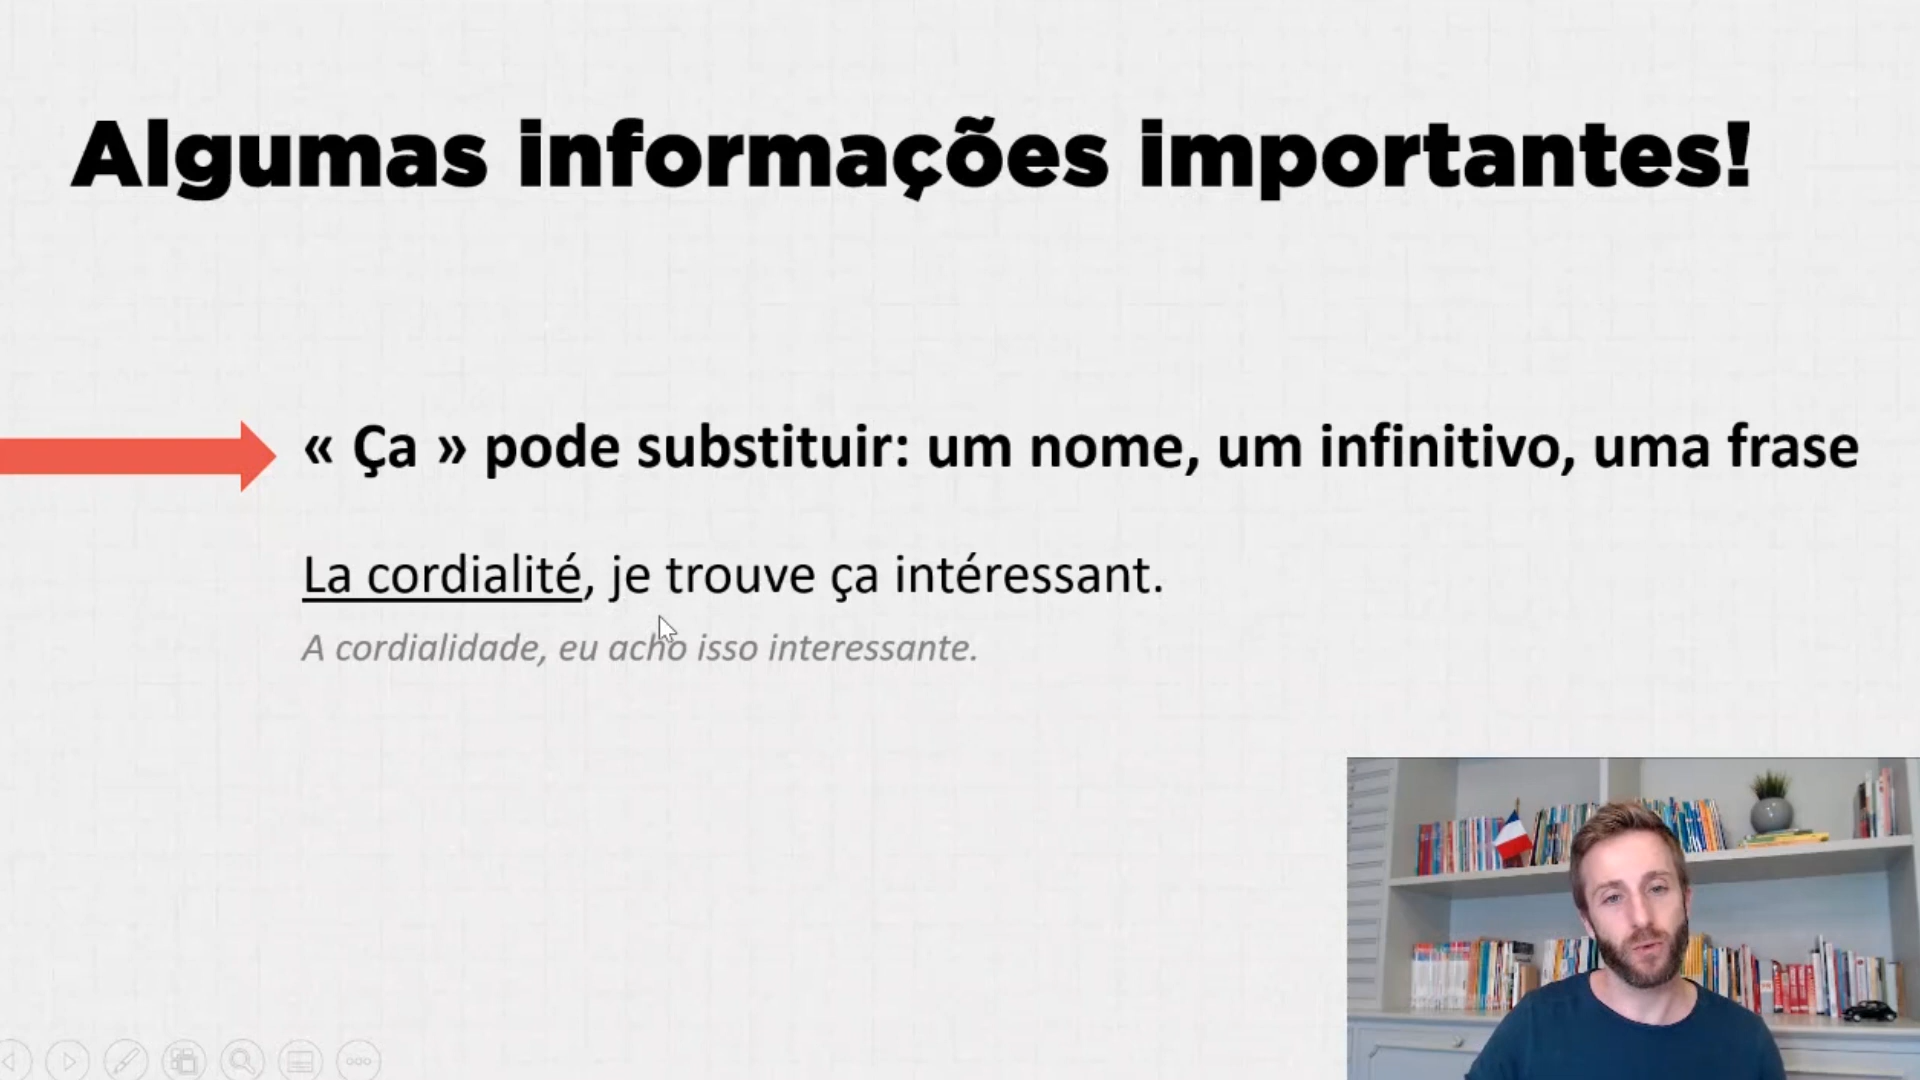 Algumas informações importantes!
« Ça » pode substituir: um nome, um infinitivo, uma frase
La cordialité, je trouve ça intéressant.
A cordialidade, eu acho isso interessante.